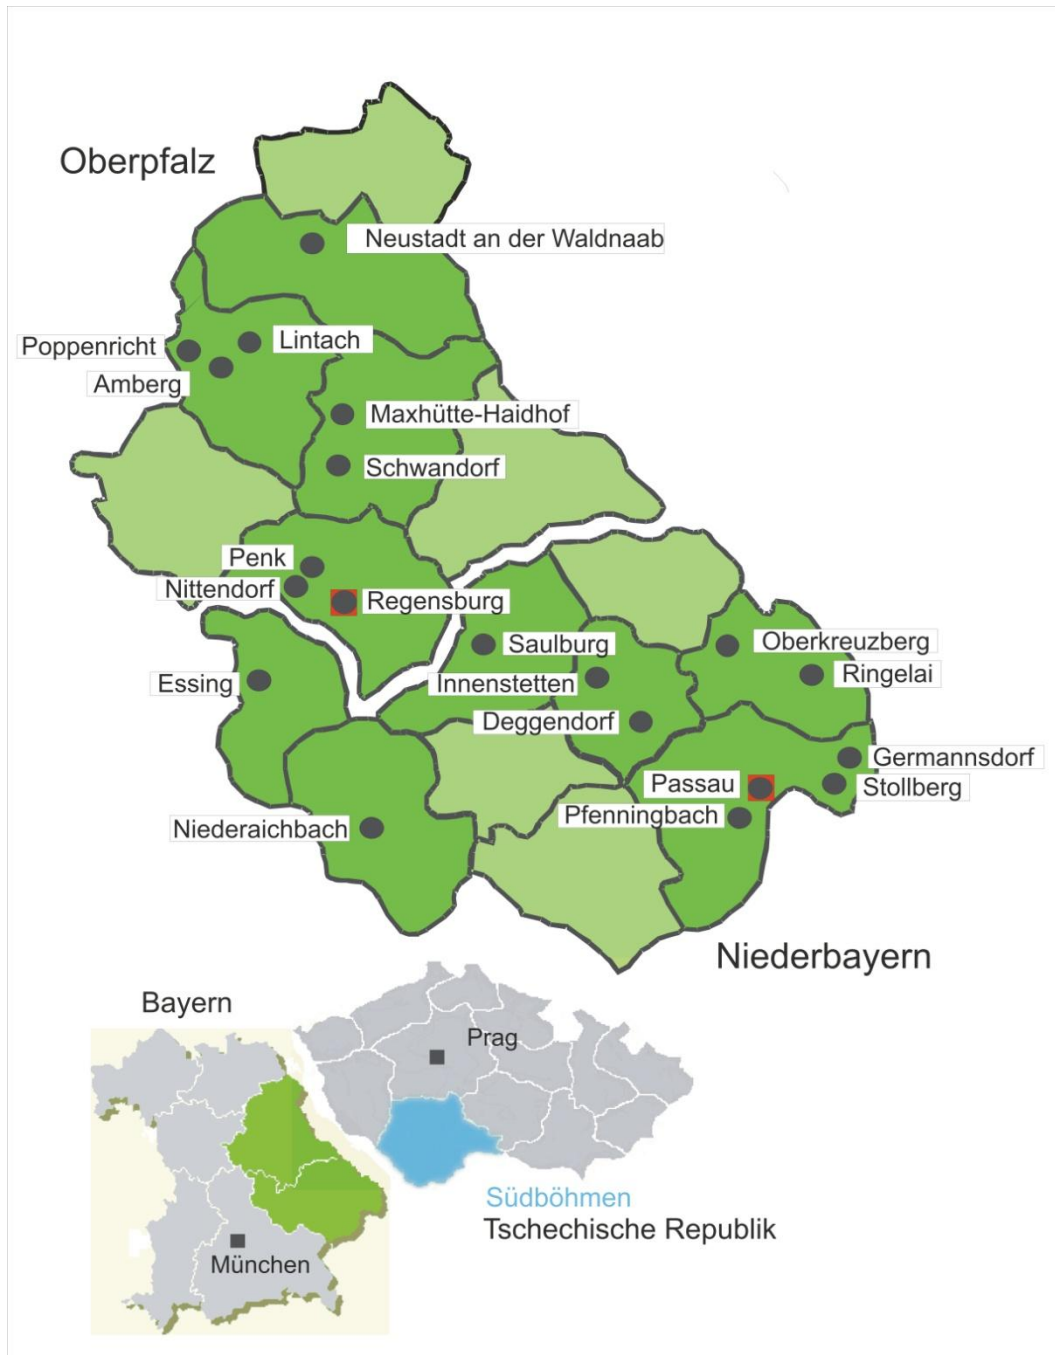 Oberpfalz
Neustadt an der Waldnaab
Lintach
Poppenricht
Amberg
Maxhütte-Haidhof
Schwandorf
Penk
Nittendorf
Regensburg
Saulburg
Oberkreuzberg
Essing
Innenstetten
Ringelai
Deggendorf
Germannsdorf
Passau
Stollberg
Pfenningbach
Niederaichbach
Niederbayern
Bayern
Prag
Südböhmen
Tschechische Republik
München